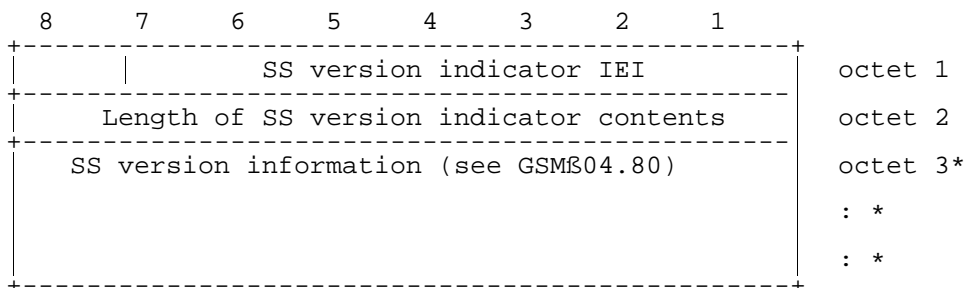 8 7 6 5 4 3 2 1
+-----------------------------------------------+
| | SS version indicator IEI | octet 1
+-----------------------------------------------
| Length of SS version indicator contents | octet 2
+-----------------------------------------------
| SS version information (see GSMß04.80) | octet 3*
: *
: *
+-----------------------------------------------+